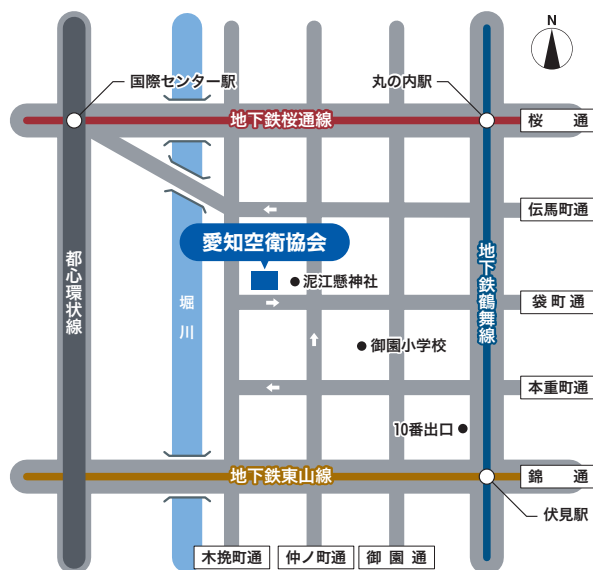 N
国際センター駅
丸の内駅
地下鉄桜通線
桜通
伝馬町通
愛知空衛協会
泥江懸神社
都心環状線
堀川
地下鉄鶴舞線
袋町通
御園小学校
本重町通
10番出口
地下鉄東山線
錦通
伏見駅
木挽町通
仲ノ町通
御園通